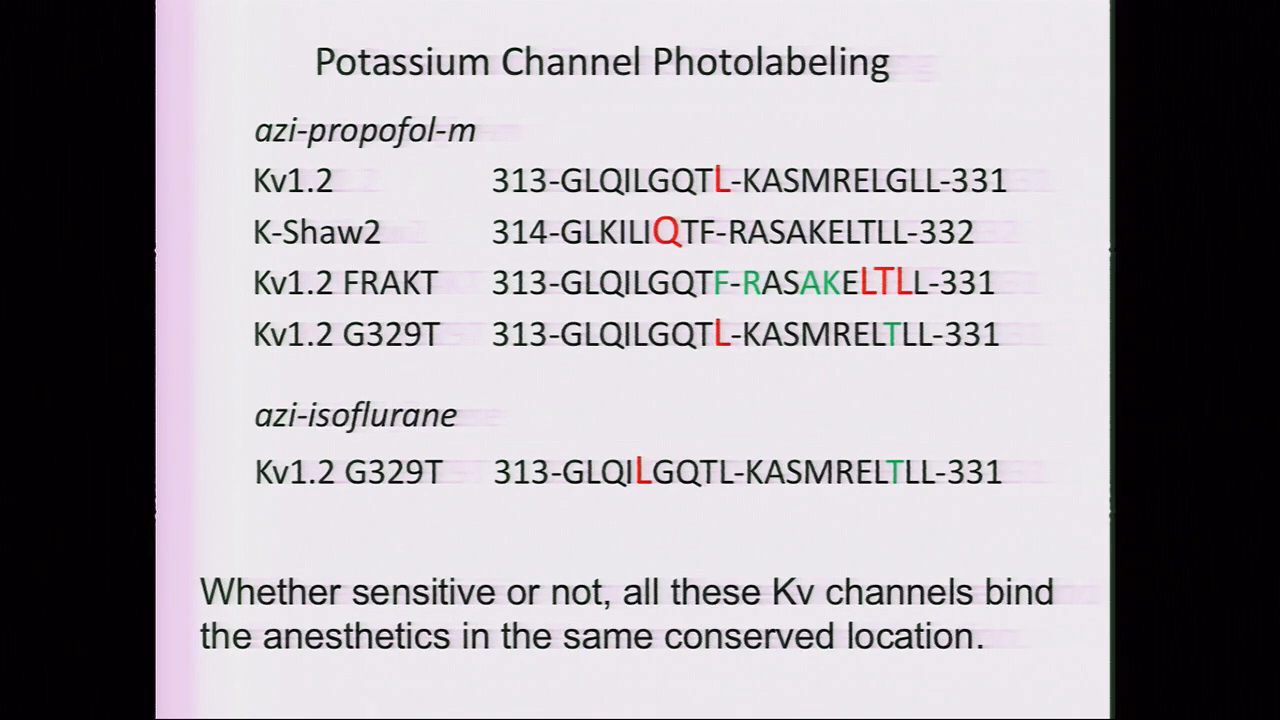 Potassium Channel Photolabeling
azi-propofol-m
Kv1.2 313-GLQILGQTL-KASMRELGLL-331
K-Shaw2 314-GLKILIQTF-RASAKELTLL-332
Kv1.2 FRAKT 313-GLQILGQTF-RASAKELTLL-331
Kv1.2 G329T 313-GLQILGQTL-KASMRELTLL-331
azi-isoflurane
Kv1.2 G329T 313-GLQILGQTL-KASMRELTLL-331
Whether sensitive or not, all these Kv channels bind
the anesthetics in the same conserved location.